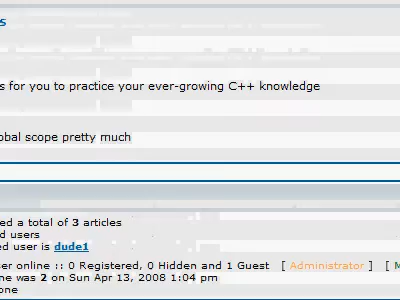 s
s for you to practice your ever-growing C++ knowledge
obal scope pretty much
ed a total of 3 articles
d users
ed user is dude1
er online :: 0 Registered, 0 Hidden and 1 Guest [ Administrator ] [ M
ne was 2 on Sun Apr 13, 2008 1:04 pm
one